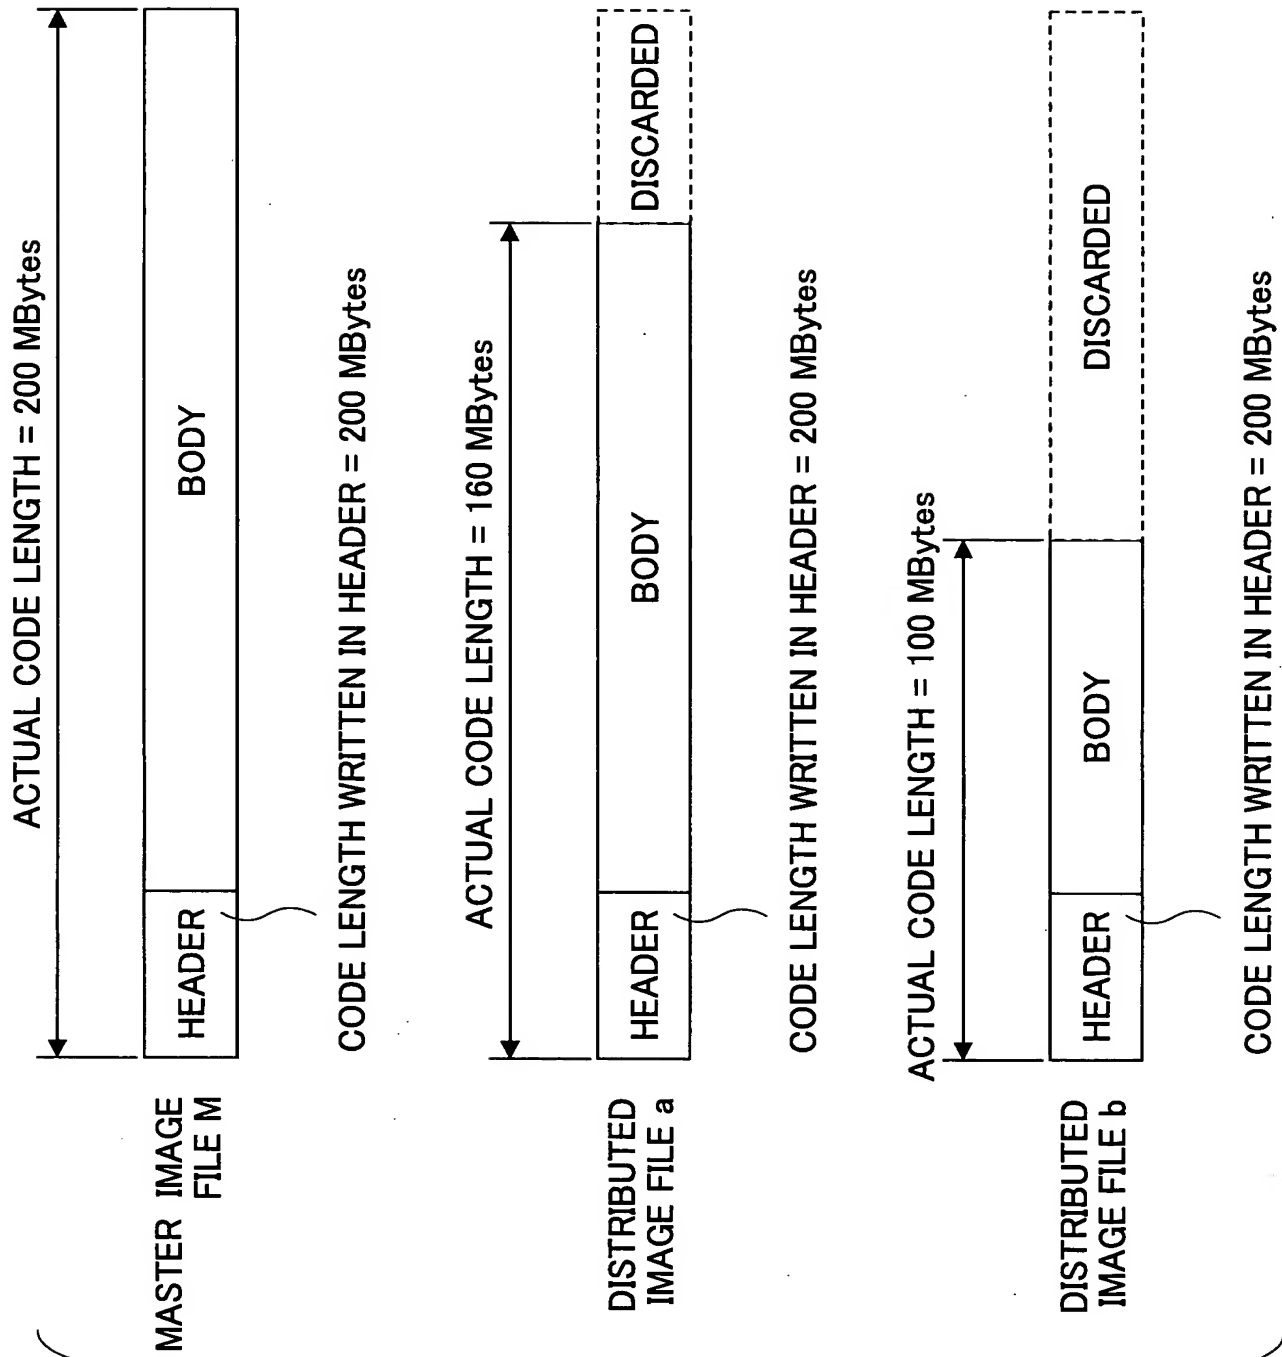 ACTUAL CODE LENGTH = 200 MBytes
MASTER IMAGE
FILE M
HEADER
BODY
CODE LENGTH WRITTEN IN HEADER = 200 MBytes
ACTUAL CODE LENGTH = 160 MBytes
DISTRIBUTED
IMAGE FILE a
HEADER
BODY
DISCARDED
CODE LENGTH WRITTEN IN HEADER = 200 MBytes
ACTUAL CODE LENGTH = 100 MBytes
DISTRIBUTED
IMAGE FILE b
HEADER
BODY
DISCARDED
CODE LENGTH WRITTEN IN HEADER = 200 MBytes